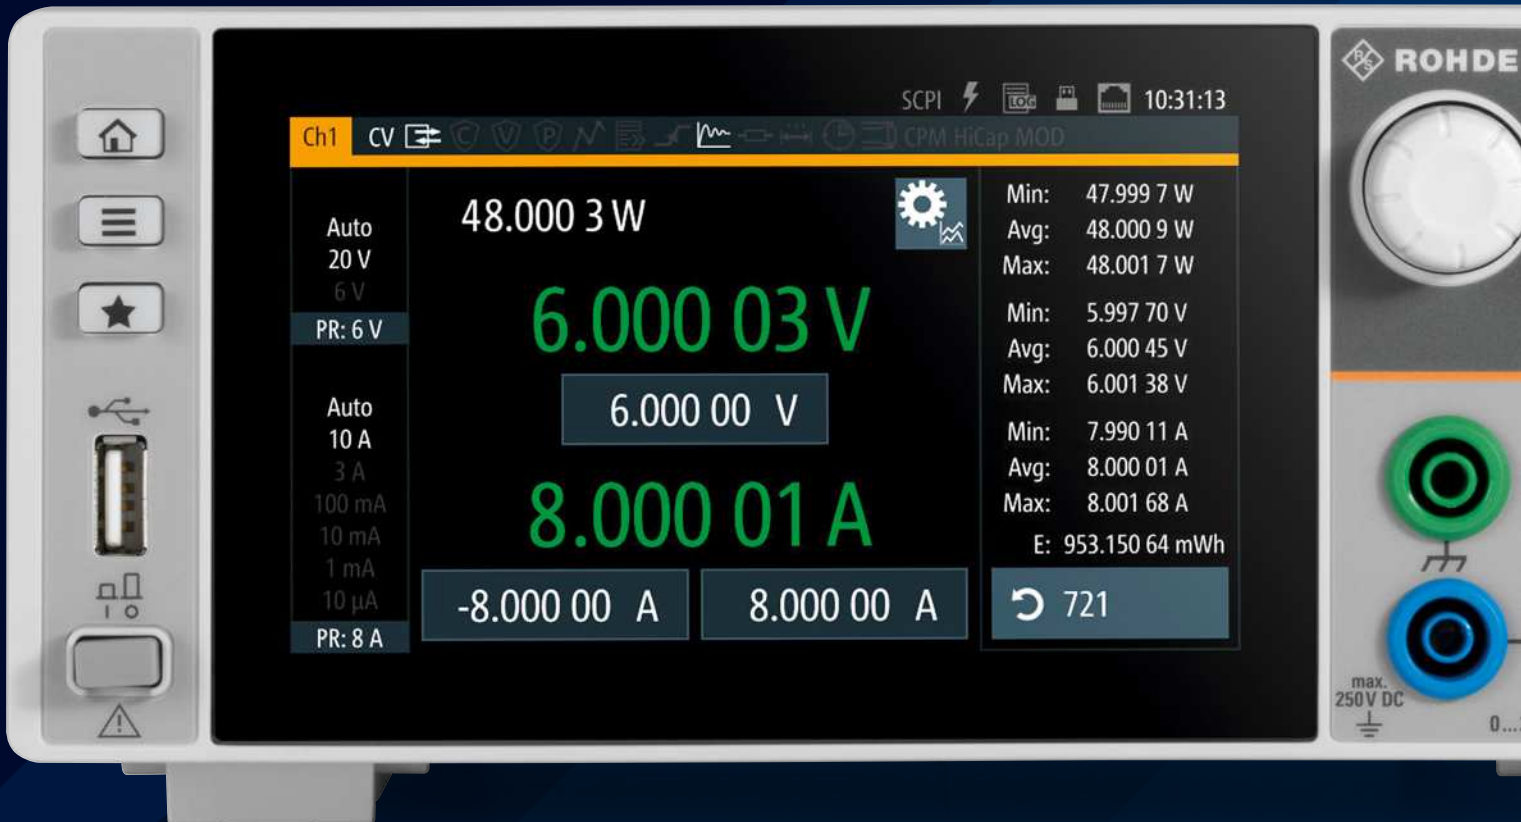 ROHDE
SCPI LOG 10:31:13
Ch1 CV C V P CPM HiCap MOD
48.000 3 W
Auto
20 V
6 V
PR: 6 V
6.000 03 V
6.000 00 V
Auto
10 A
3 A
100 mA
10 mA
1 mA
10 µA
PR: 8 A
8.000 01 A
-8.000 00 A
8.000 00 A
Min: 47.999 7 W
Avg: 48.000 9 W
Max: 48.001 7 W
Min: 5.997 70 V
Avg: 6.000 45 V
Max: 6.001 38 V
Min: 7.990 11 A
Avg: 8.000 01 A
Max: 8.001 68 A
E: 953.150 64 mWh
721
max.
250 V DC
0...